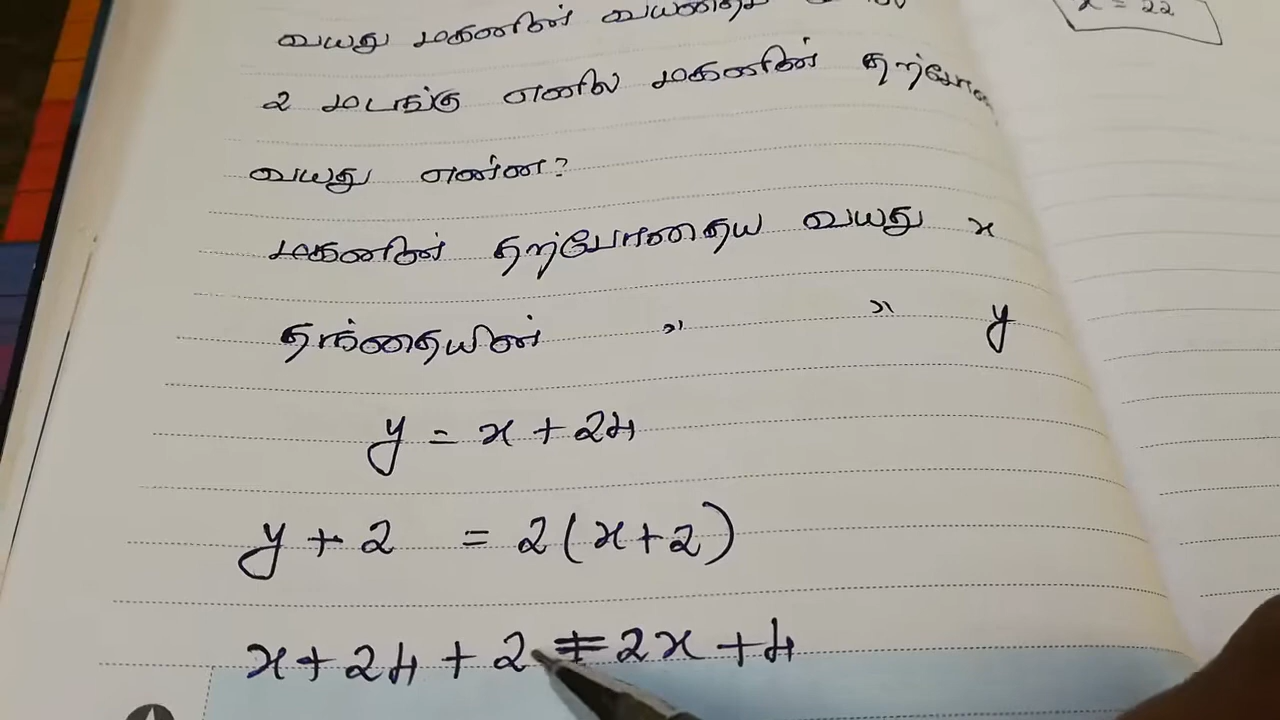 வயது மகனின் வயதை
x = 22
2 மடங்கு எனில் மகனின் தற்போதை
வயது என்ன?
மகனின் தற்போதைய வயது x
தந்தையின் " " y
y = x + 24
y + 2 = 2(x+2)
x + 24 + 2 = 2x + 4